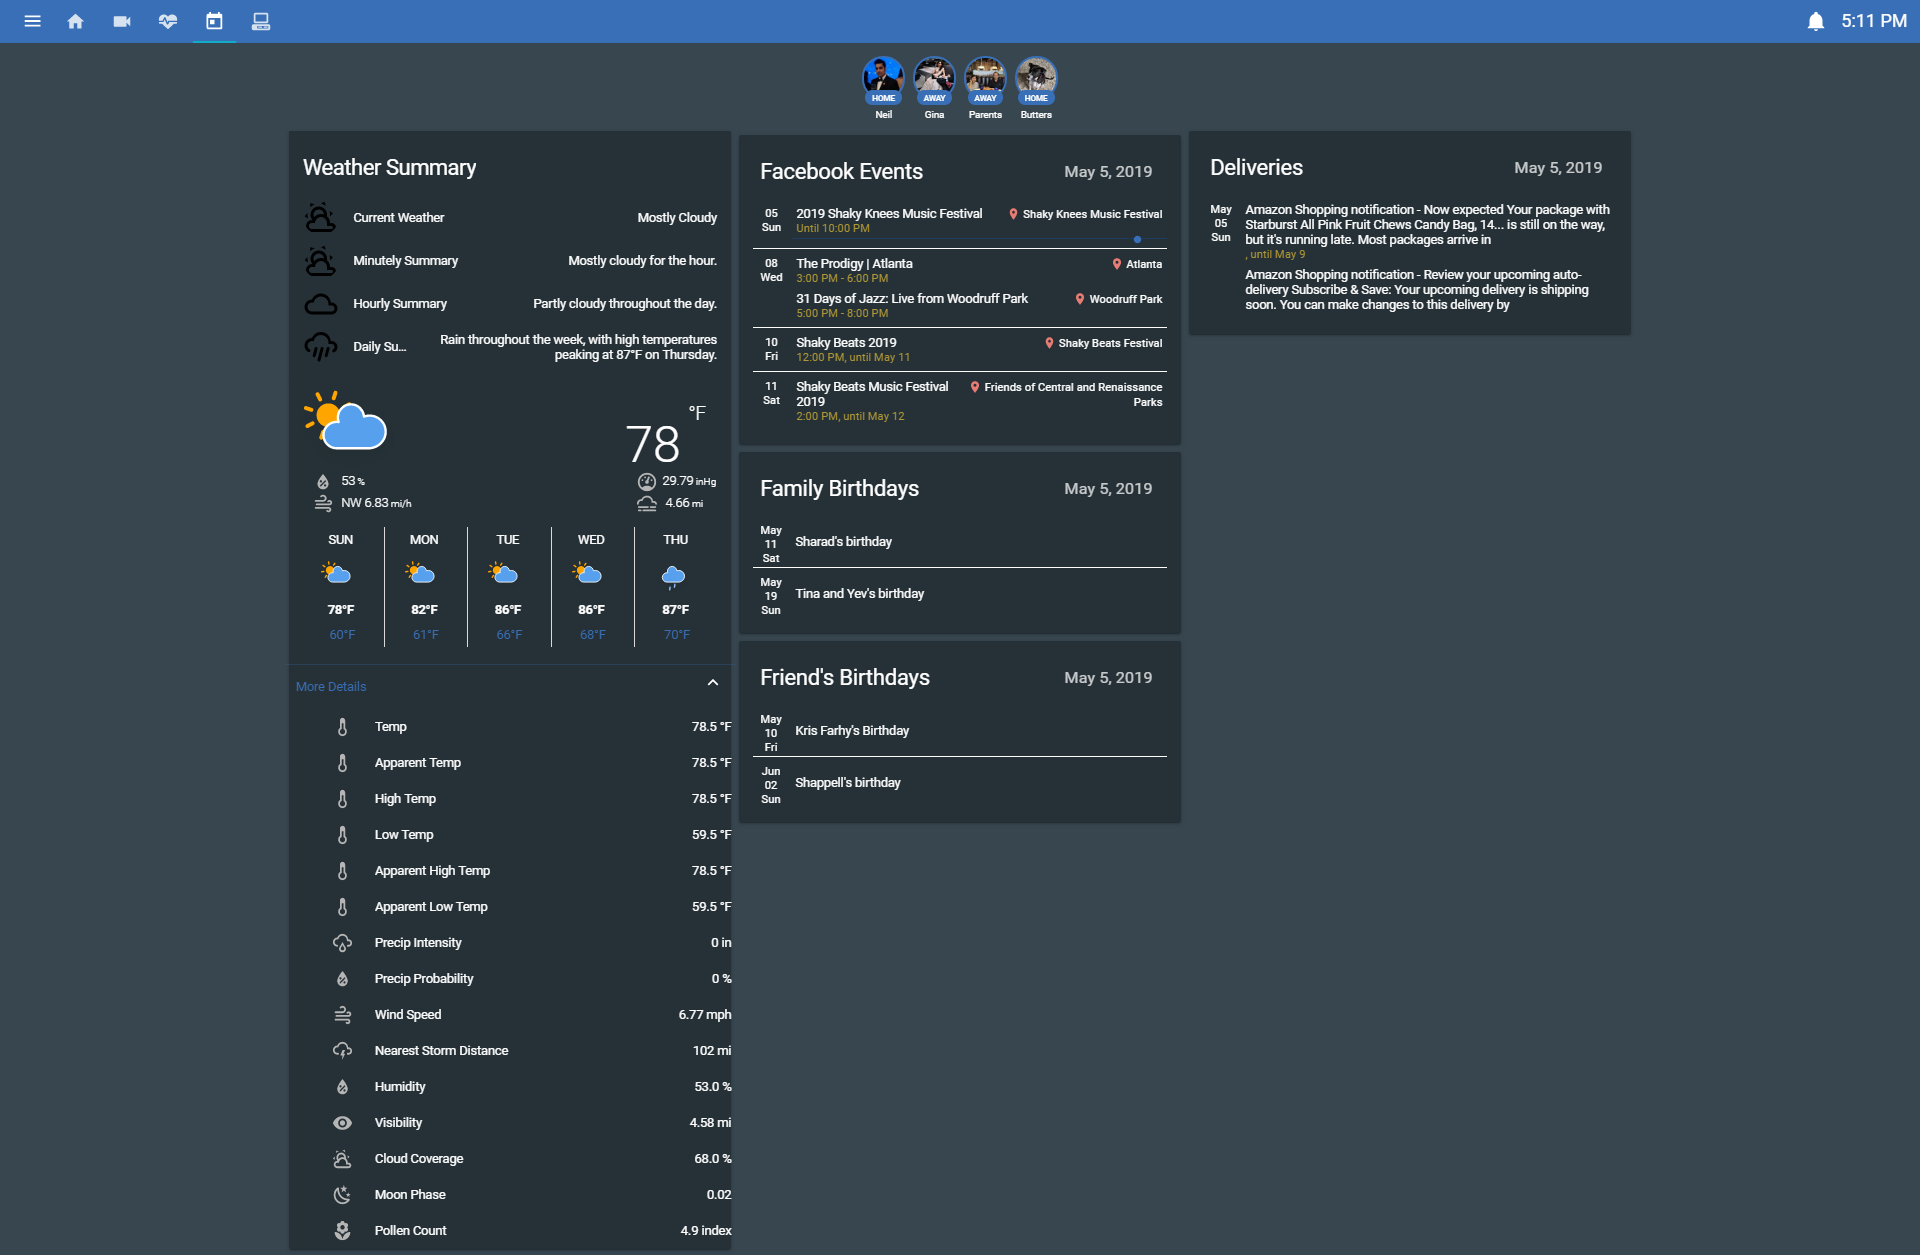 5:11 PM
HOME AWAY AWAY HOME
Neil Gina Parents Butters
Weather Summary
Current Weather Mostly Cloudy
Minutely Summary Mostly cloudy for the hour.
Hourly Summary Partly cloudy throughout the day.
Daily Su... Rain throughout the week, with high temperatures
peaking at 87°F on Thursday.
78 °F
53 % 29.79 inHg
NW 6.83 mi/h 4.66 mi
SUN MON TUE WED THU
78°F 82°F 86°F 86°F 87°F
60°F 61°F 66°F 68°F 70°F
More Details
Temp 78.5 °F
Apparent Temp 78.5 °F
High Temp 78.5 °F
Low Temp 59.5 °F
Apparent High Temp 78.5 °F
Apparent Low Temp 59.5 °F
Precip Intensity 0 in
Precip Probability 0 %
Wind Speed 6.77 mph
Nearest Storm Distance 102 mi
Humidity 53.0 %
Visibility 4.58 mi
Cloud Coverage 68.0 %
Moon Phase 0.02
Pollen Count 4.9 index
Facebook Events May 5, 2019
05 Sun
2019 Shaky Knees Music Festival Shaky Knees Music Festival
Until 10:00 PM
08 Wed
The Prodigy | Atlanta Atlanta
3:00 PM - 6:00 PM
31 Days of Jazz: Live from Woodruff Park Woodruff Park
5:00 PM - 8:00 PM
10 Fri
Shaky Beats 2019 Shaky Beats Festival
12:00 PM, until May 11
11 Sat
Shaky Beats Music Festival Friends of Central and Renaissance
2019 Parks
2:00 PM, until May 12
Family Birthdays May 5, 2019
May
11 Sharad's birthday
Sat
May
19 Tina and Yev's birthday
Sun
Friend's Birthdays May 5, 2019
May
10 Kris Farhy's Birthday
Fri
Jun
02 Shappell's birthday
Sun
Deliveries May 5, 2019
May 05 Sun
Amazon Shopping notification - Now expected Your package with
Starburst All Pink Fruit Chews Candy Bag, 14... is still on the way,
but it's running late. Most packages arrive in
, until May 9
Amazon Shopping notification - Review your upcoming auto-
delivery Subscribe & Save: Your upcoming delivery is shipping
soon. You can make changes to this delivery by